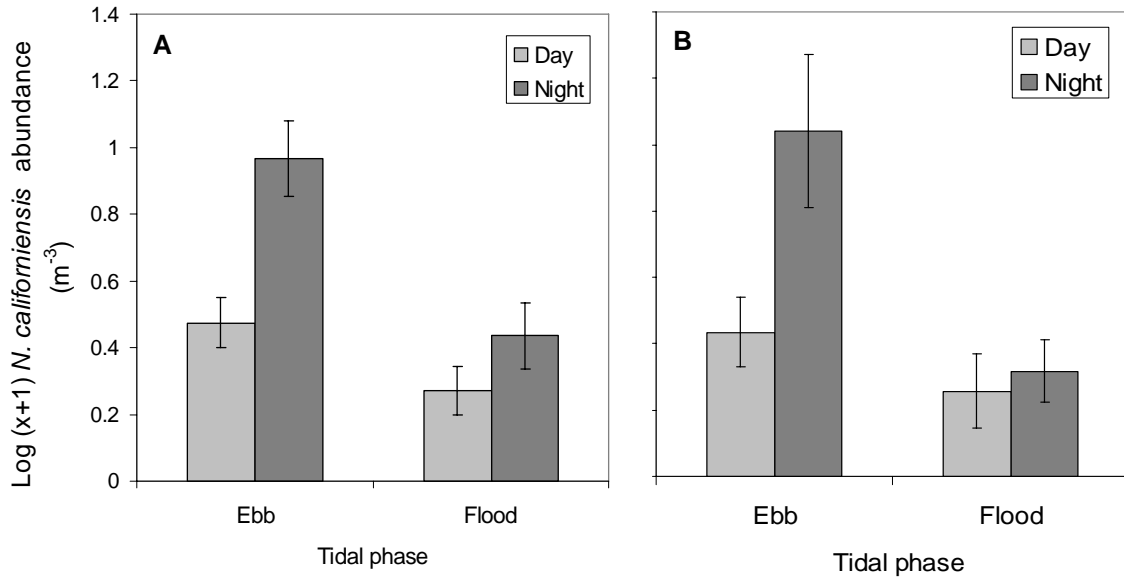 Log (x+1) N. californiensis abundance
(m-3)
1.4
1.2
1
0.8
0.6
0.4
0.2
0
A
Day
Night
Ebb
Flood
Tidal phase
B
Day
Night
Ebb
Flood
Tidal phase